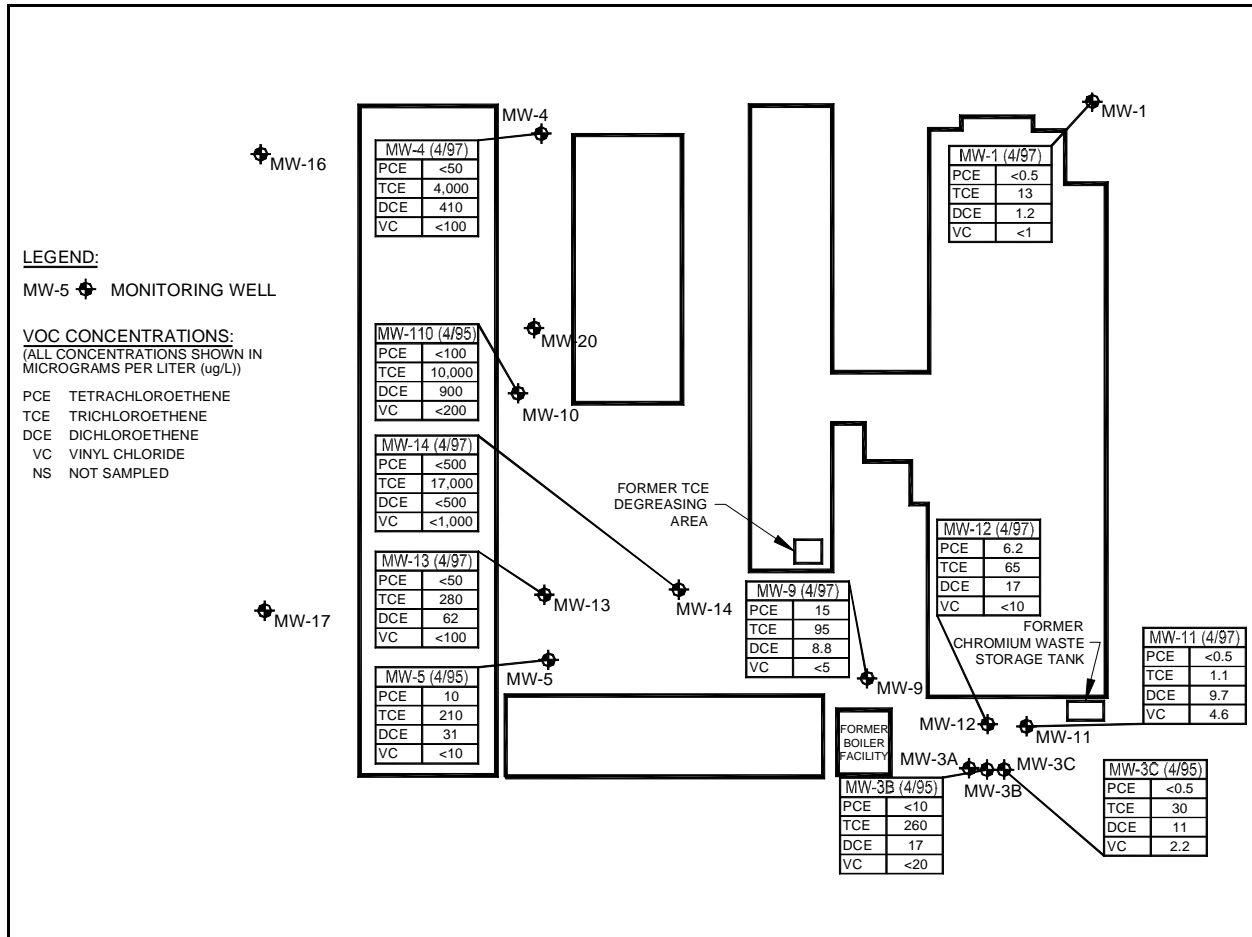 MW-4
MW-1
MW-16
MW-4 (4/97)
PCE <50
TCE 4,000
DCE 410
VC <100
MW-1 (4/97)
PCE <0.5
TCE 13
DCE 1.2
VC <1
LEGEND:
MW-5 MONITORING WELL
VOC CONCENTRATIONS:
(ALL CONCENTRATIONS SHOWN IN
MICROGRAMS PER LITER (ug/L))
PCE TETRACHLOROETHENE
TCE TRICHLOROETHENE
DCE DICHLOROETHENE
VC VINYL CHLORIDE
NS NOT SAMPLED
MW-110 (4/95)
PCE <100
TCE 10,000
DCE 900
VC <200
MW-20
MW-10
MW-14 (4/97)
PCE <500
TCE 17,000
DCE <500
VC <1,000
FORMER TCE
DEGREASING
AREA
MW-12 (4/97)
PCE 6.2
TCE 65
DCE 17
VC <10
MW-13 (4/97)
PCE <50
TCE 280
DCE 62
VC <100
MW-13
MW-14
MW-17
MW-9 (4/97)
PCE 15
TCE 95
DCE 8.8
VC <5
FORMER
CHROMIUM WASTE
STORAGE TANK
MW-11 (4/97)
PCE <0.5
TCE 1.1
DCE 9.7
VC 4.6
MW-5
MW-5 (4/95)
PCE 10
TCE 210
DCE 31
VC <10
MW-9
FORMER
BOILER
FACILITY
MW-12
MW-11
MW-3A
MW-3C
MW-3B
MW-3B (4/95)
PCE <10
TCE 260
DCE 17
VC <20
MW-3C (4/95)
PCE <0.5
TCE 30
DCE 11
VC 2.2